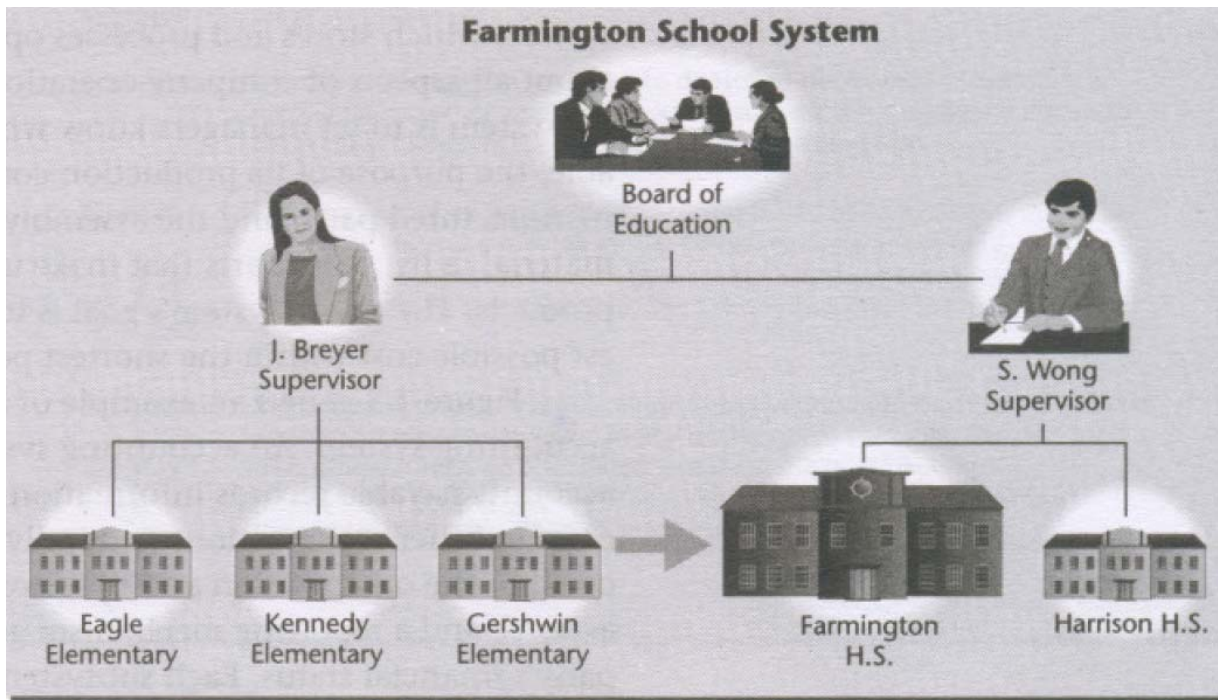 Farmington School System
Board of
Education
J. Breyer
Supervisor
S. Wong
Supervisor
Eagle
Elementary
Kennedy
Elementary
Gershwin
Elementary
Farmington
H.S.
Harrison H.S.